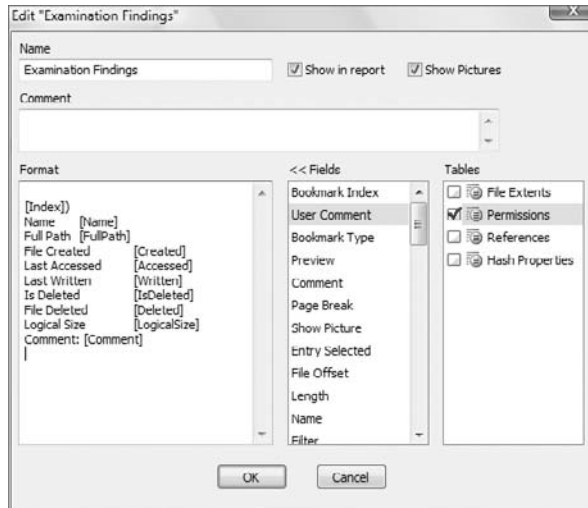 Edit "Examination Findings"
Name
Examination Findings
Show in report
Show Pictures
Comment
Format
[Index])
Name [Name]
Full Path [FullPath]
File Created [Created]
Last Accessed [Accessed]
Last Written [Written]
Is Deleted [IsDeleted]
File Deleted [Deleted]
Logical Size [LogicalSize]
Comment: [Comment]
<< Fields
Bookmark Index
User Comment
Bookmark Type
Preview
Comment
Page Break
Show Picture
Entry Selected
File Offset
Length
Name
Filter
Tables
File Extents
Permissions
References
Hash Properties
OK
Cancel